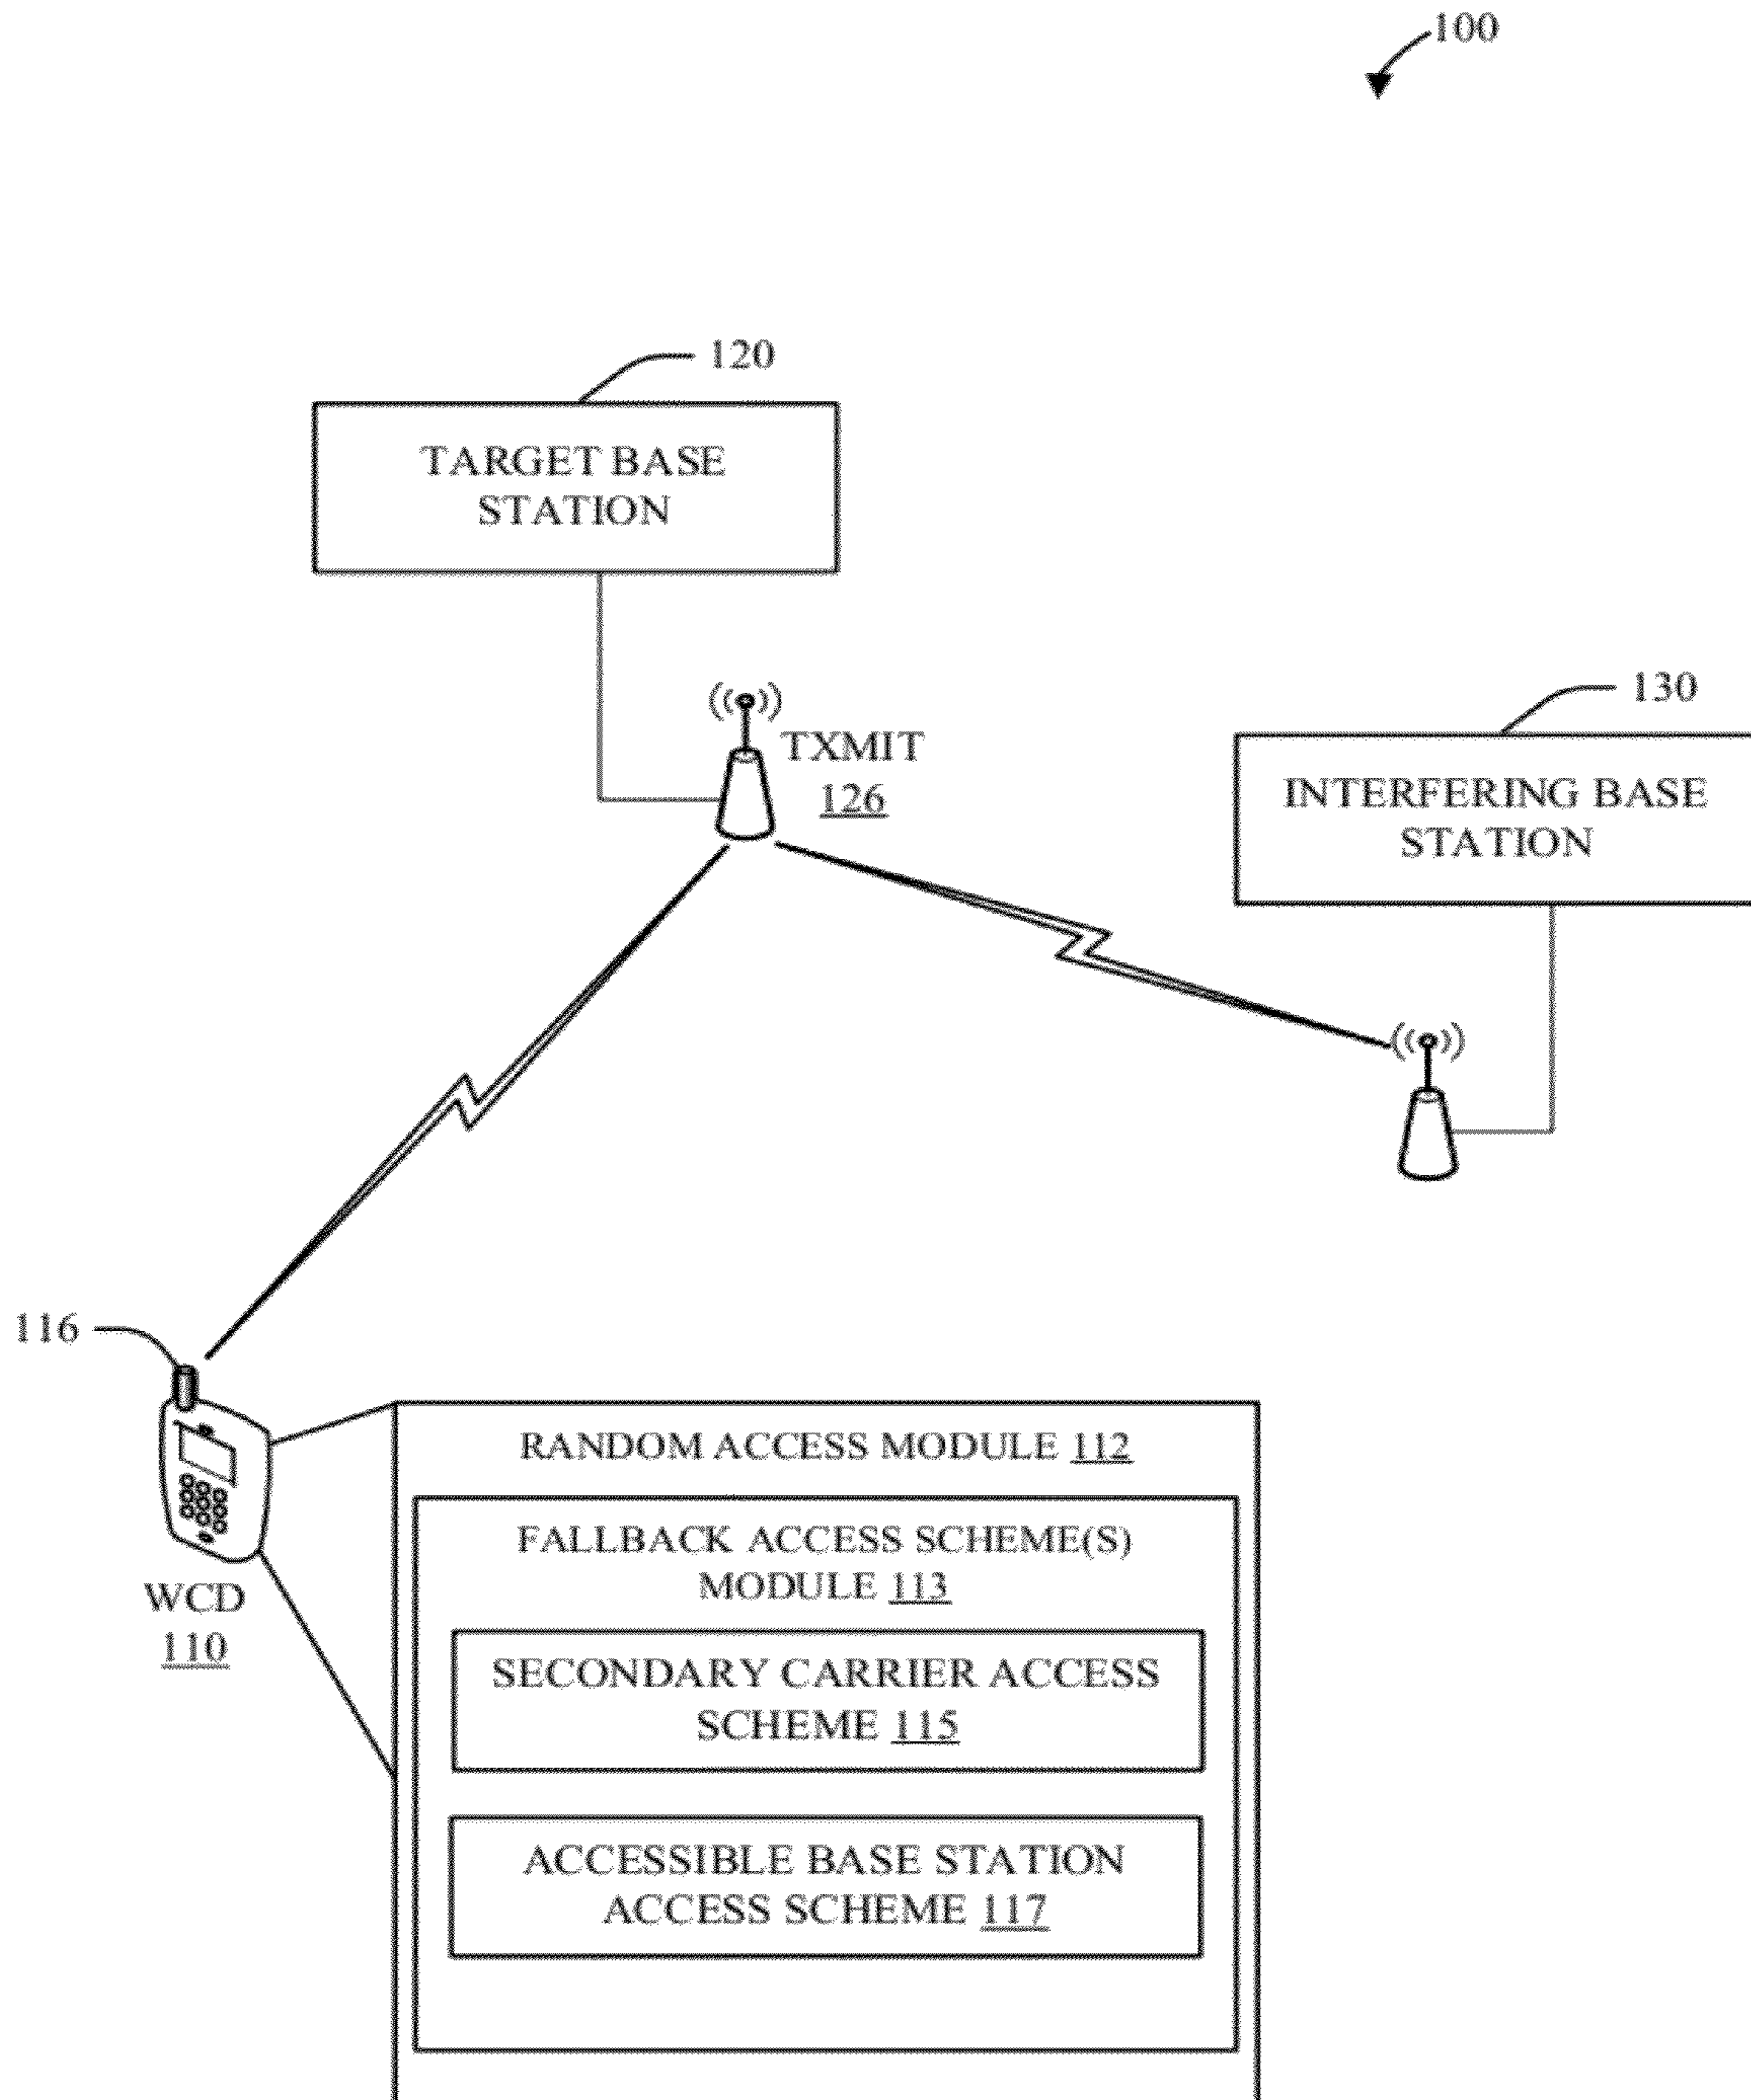 100
120
TARGET BASE
STATION
TXMIT
126
130
INTERFERING BASE
STATION
116
WCD
110
RANDOM ACCESS MODULE 112
FALLBACK ACCESS SCHEME(S)
MODULE 113
SECONDARY CARRIER ACCESS
SCHEME 115
ACCESSIBLE BASE STATION
ACCESS SCHEME 117